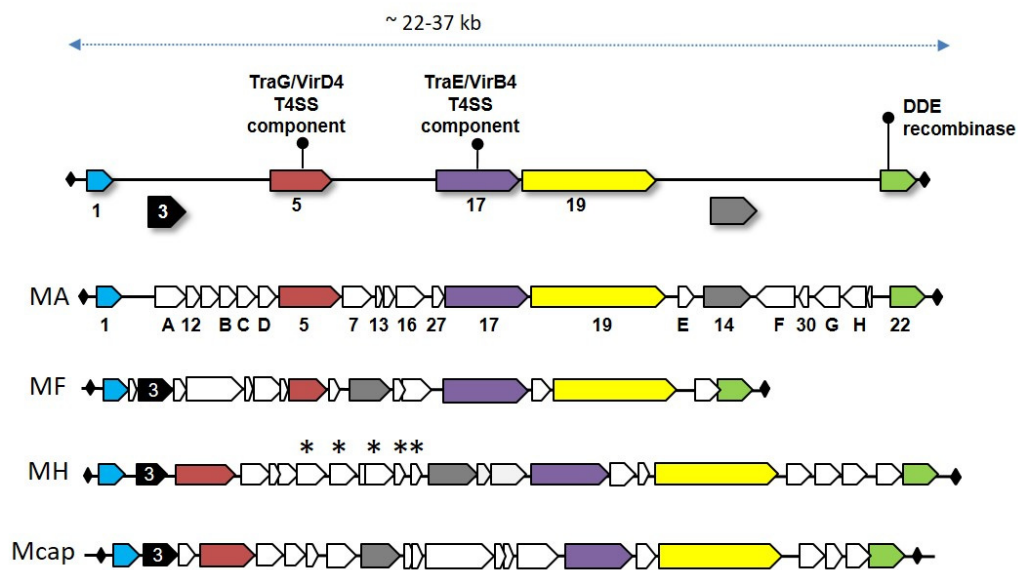 ~ 22-37 kb
TraG/VirD4
T4SS
component
TraE/VirB4
T4SS
component
DDE
recombinase
1 3 5 17 19
MA
1 A 12 B C D 5 7 13 16 27 17 19 E 14 F 30 G H 22
MF 3
* * * * *
MH 3
Mcap 3